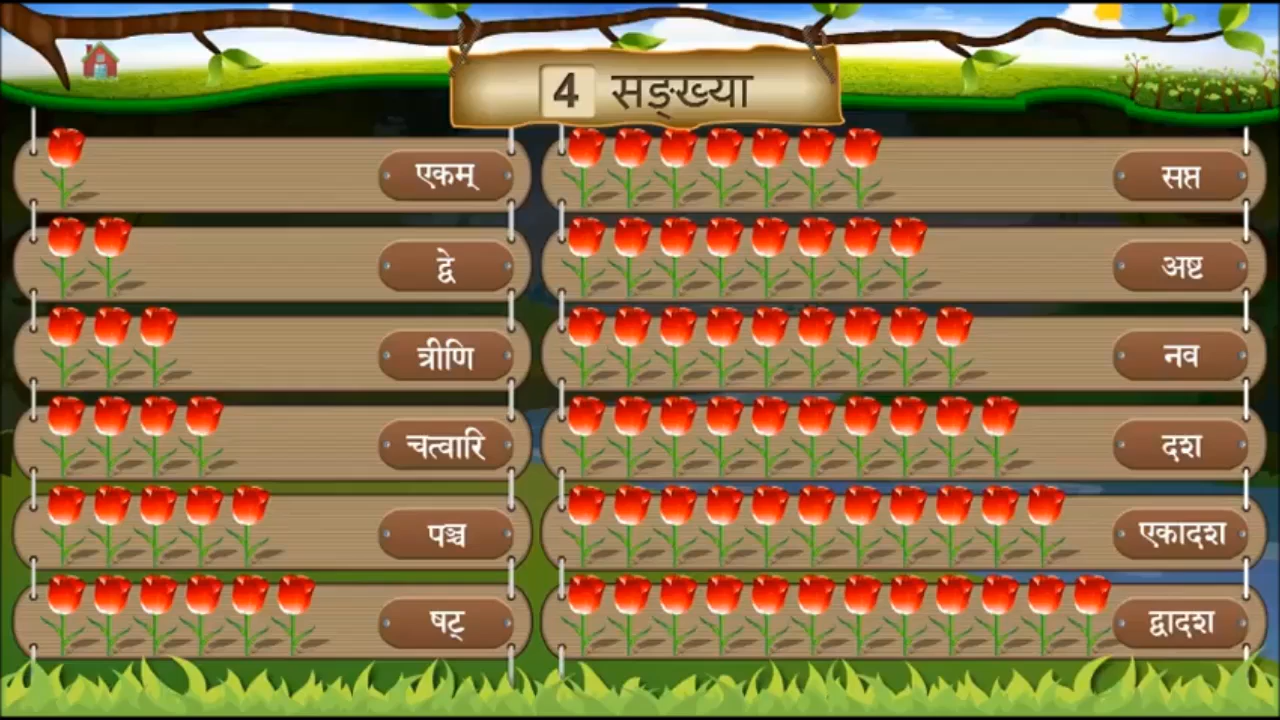 4 सङ्ख्या
एकम्
द्वे
त्रीणि
चत्वारि
पञ्च
षट्
सप्त
अष्ट
नव
दश
एकादश
द्वादश